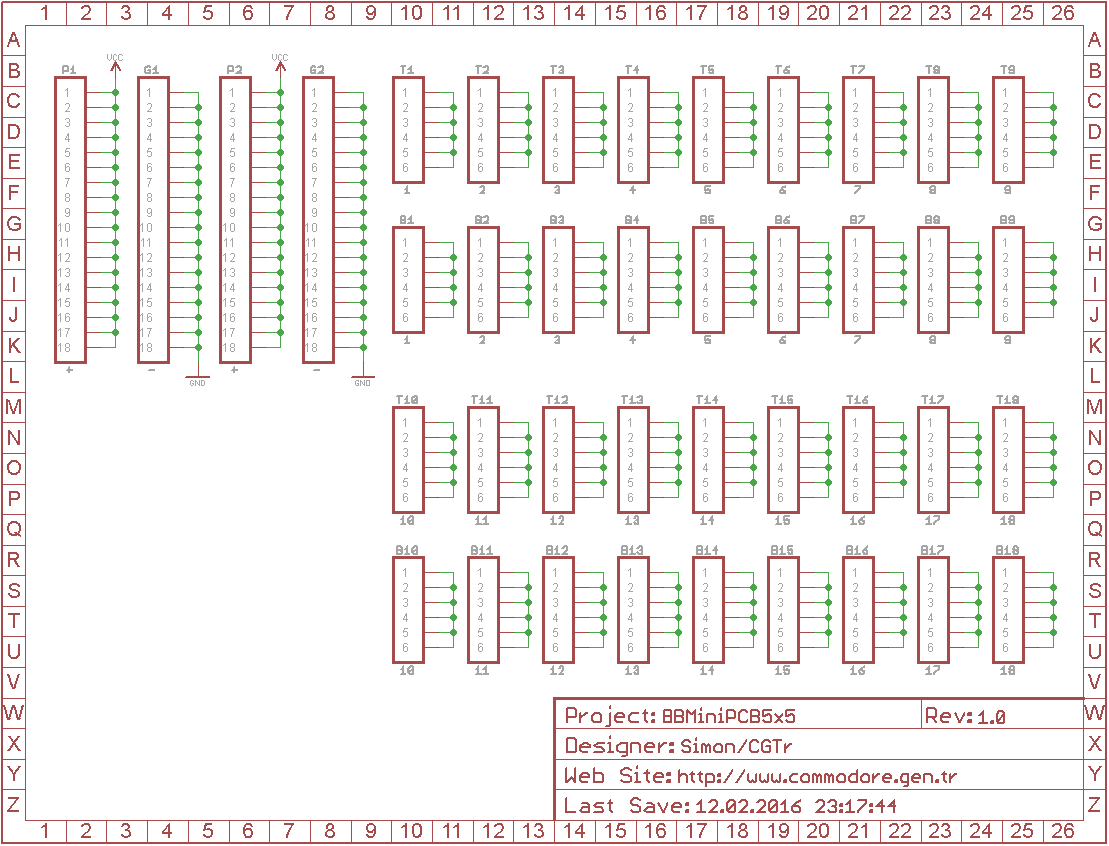 1 2 3 4 5 6 7 8 9 10 11 12 13 14 15 16 17 18 19 20 21 22 23 24 25 26
A A
VCC VCC
B P1 G1 P2 G2 T1 T2 T3 T4 T5 T6 T7 T8 T9 B
1 1 1 1 1 1 1 1 1 1 1 1 1
C 2 2 2 2 2 2 2 2 2 2 2 2 2 C
3 3 3 3 3 3 3 3 3 3 3 3 3
D 4 4 4 4 4 4 4 4 4 4 4 4 4 D
5 5 5 5 5 5 5 5 5 5 5 5 5
E 6 6 6 6 6 6 6 6 6 6 6 6 6 E
7 7 7 7
F 8 8 8 8 1 2 3 4 5 6 7 8 9 F
9 9 9 9
G 10 10 10 10 B1 B2 B3 B4 B5 B6 B7 B8 B9 G
11 11 11 11 1 1 1 1 1 1 1 1 1
H 12 12 12 12 2 2 2 2 2 2 2 2 2 H
13 13 13 13 3 3 3 3 3 3 3 3 3
I 14 14 14 14 4 4 4 4 4 4 4 4 4 I
15 15 15 15 5 5 5 5 5 5 5 5 5
J 16 16 16 16 6 6 6 6 6 6 6 6 6 J
17 17 17 17
K 18 18 18 18 1 2 3 4 5 6 7 8 9 K
+ - + -
L GND GND L
M T10 T11 T12 T13 T14 T15 T16 T17 T18 M
1 1 1 1 1 1 1 1 1
N 2 2 2 2 2 2 2 2 2 N
3 3 3 3 3 3 3 3 3
O 4 4 4 4 4 4 4 4 4 O
5 5 5 5 5 5 5 5 5
P 6 6 6 6 6 6 6 6 6 P
10 11 12 13 14 15 16 17 18
Q Q
R B10 B11 B12 B13 B14 B15 B16 B17 B18 R
1 1 1 1 1 1 1 1 1
S 2 2 2 2 2 2 2 2 2 S
3 3 3 3 3 3 3 3 3
T 4 4 4 4 4 4 4 4 4 T
5 5 5 5 5 5 5 5 5
U 6 6 6 6 6 6 6 6 6 U
10 11 12 13 14 15 16 17 18
V V
W Project: BBMiniPCB5x5 Rev: 1.0 W
X Designer: Simon/CGTr X
Y Web Site: http://www.commodore.gen.tr Y
Z Last Save: 12.02.2016 23:17:44 Z
1 2 3 4 5 6 7 8 9 10 11 12 13 14 15 16 17 18 19 20 21 22 23 24 25 26